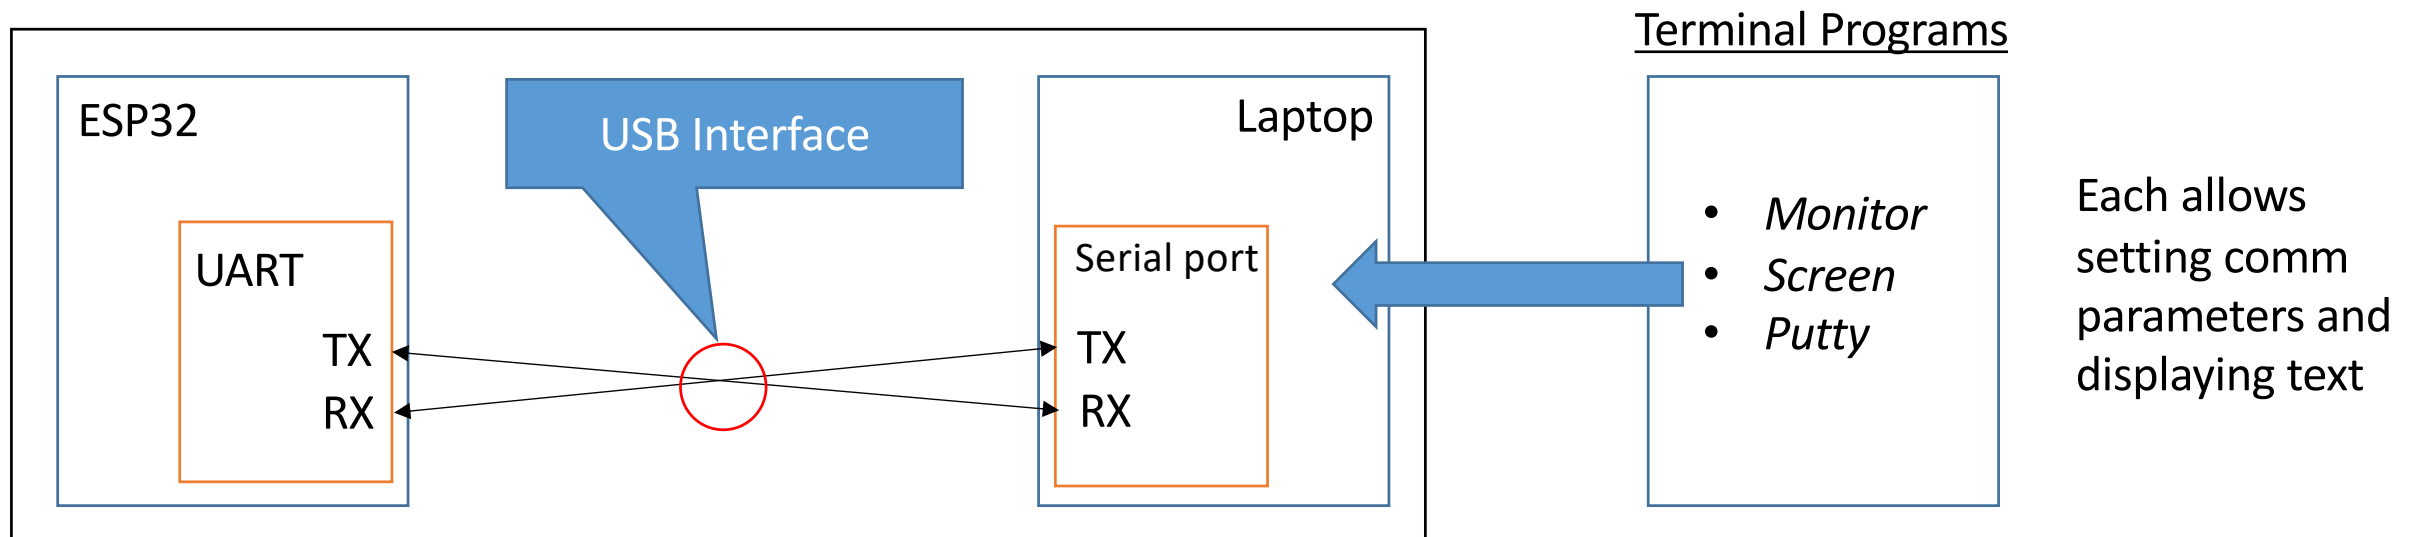 Terminal Programs
ESP32
USB Interface
Laptop
UART
TX
RX
Serial port
TX
RX
• Monitor
• Screen
• Putty
Each allows
setting comm
parameters and
displaying text